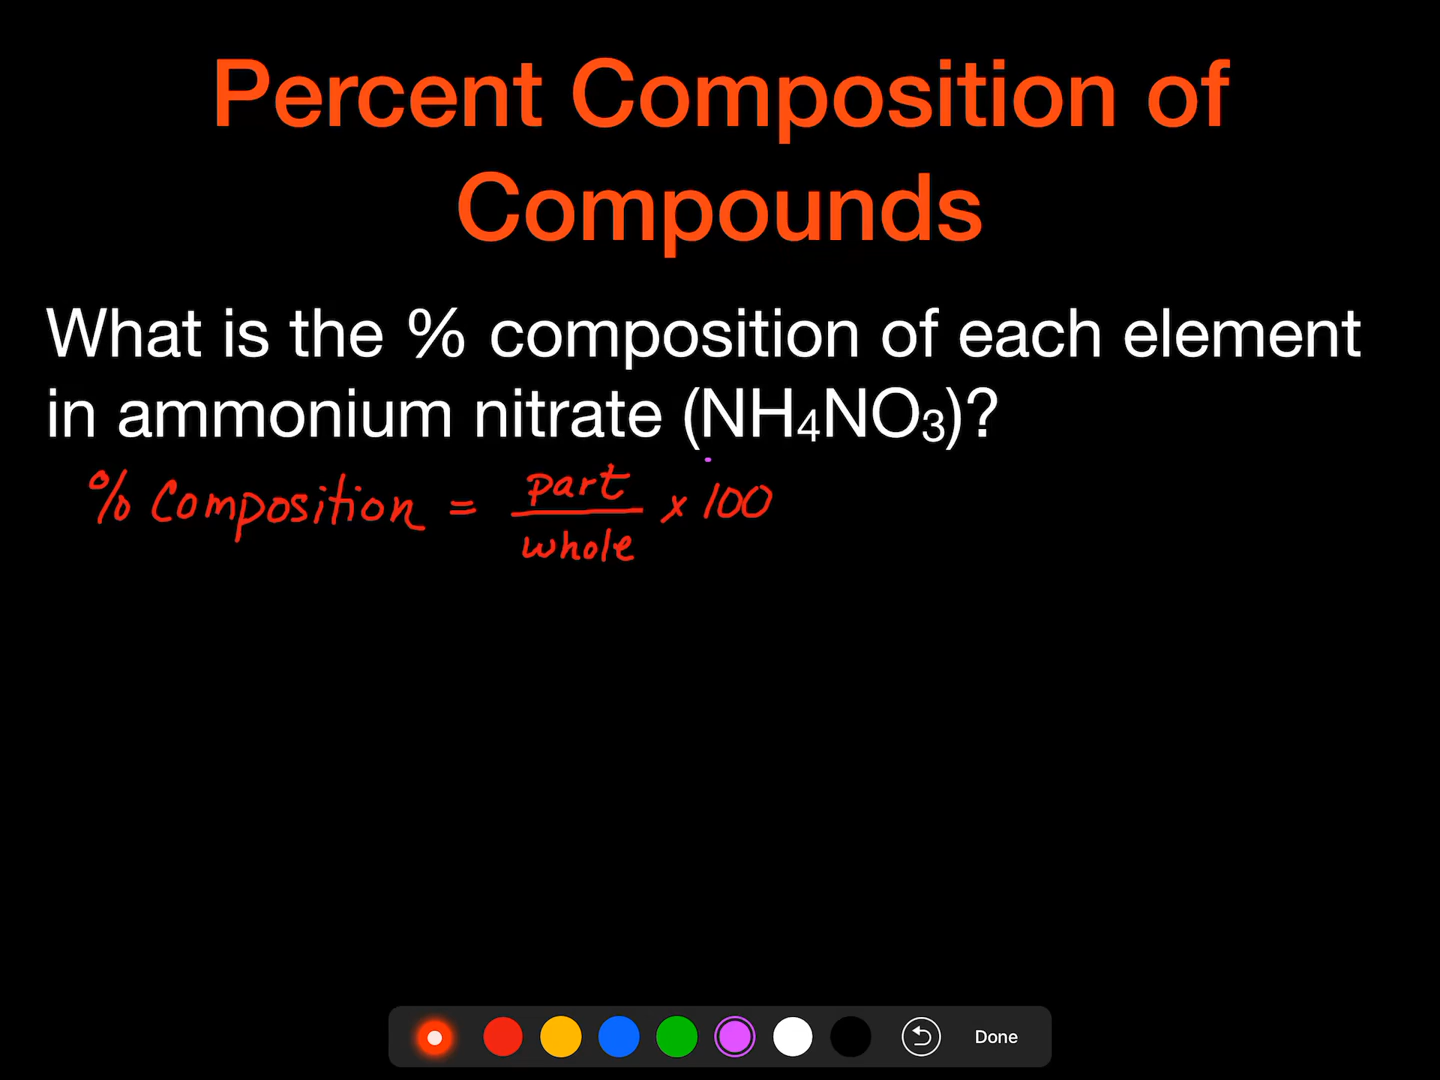 Percent Composition of
Compounds
What is the % composition of each element
in ammonium nitrate (NH₄NO₃)?
% Composition = part/whole × 100
Done